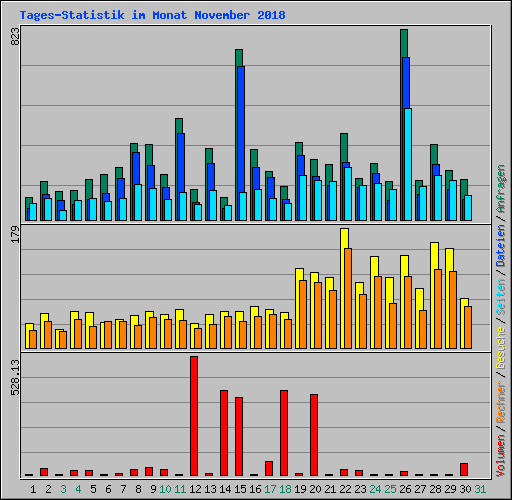 Tages-Statistik im Monat November 2018
823
179
528.13
Volumen / Rechner / Besuche / Seiten / Dateien / Anfragen
1 2 3 4 5 6 7 8 9 10 11 12 13 14 15 16 17 18 19 20 21 22 23 24 25 26 27 28 29 30 31